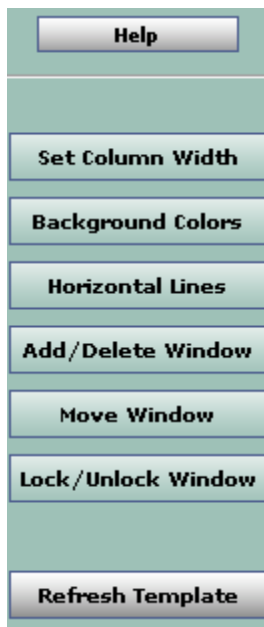 Help
Set Column Width
Background Colors
Horizontal Lines
Add/Delete Window
Move Window
Lock/Unlock Window
Refresh Template